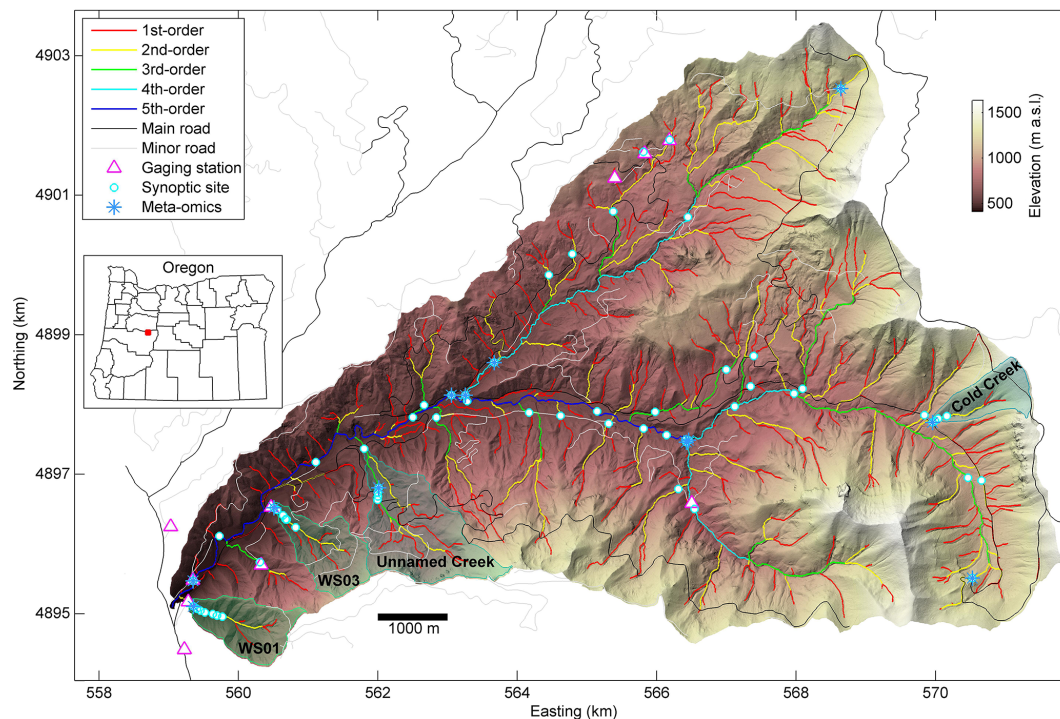 4903
4901
4899
4897
4895
Northing (km)
1st-order
2nd-order
3rd-order
4th-order
5th-order
Main road
Minor road
Gaging station
Synoptic site
Meta-omics
Oregon
1500
1000
500
Elevation (m a.s.l.)
Cold Creek
Unnamed Creek
WS03
WS01
1000 m
558
560
562
564
566
568
570
Easting (km)